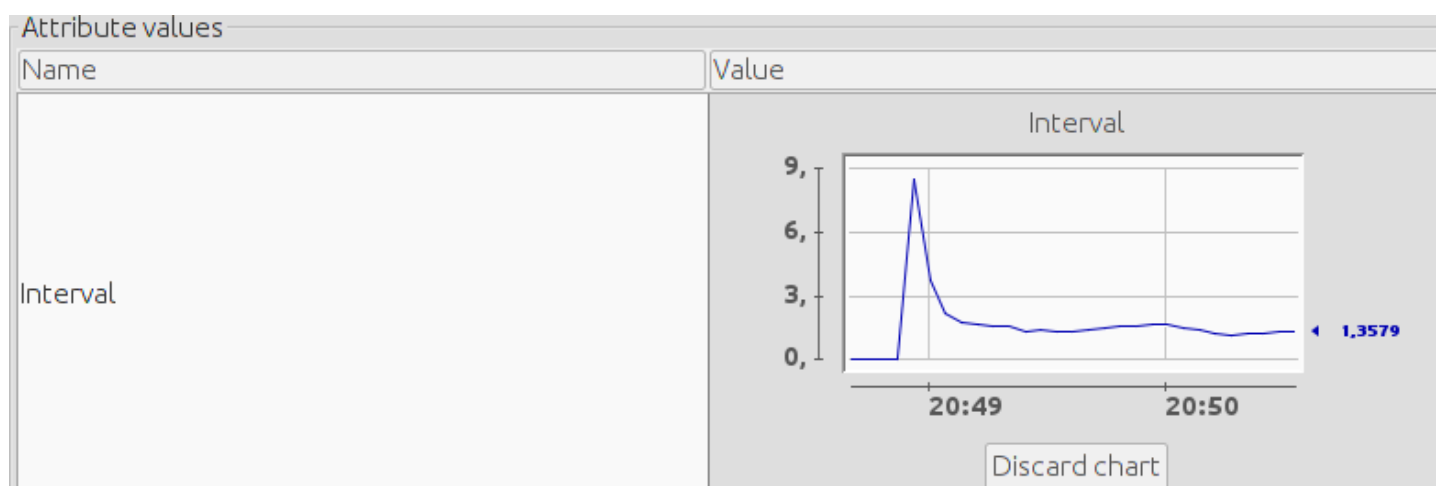 Attribute values
Name Value
Interval
9,
6,
Interval
3,
0,
1,3579
20:49 20:50
Discard chart